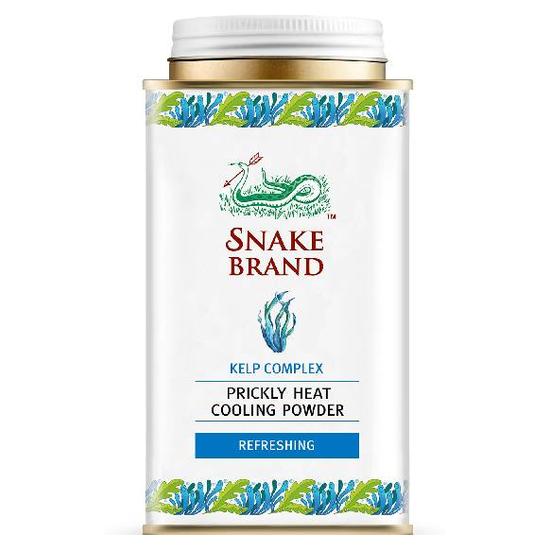 TM
SNAKE
BRAND
KELP COMPLEX
PRICKLY HEAT
COOLING POWDER
REFRESHING